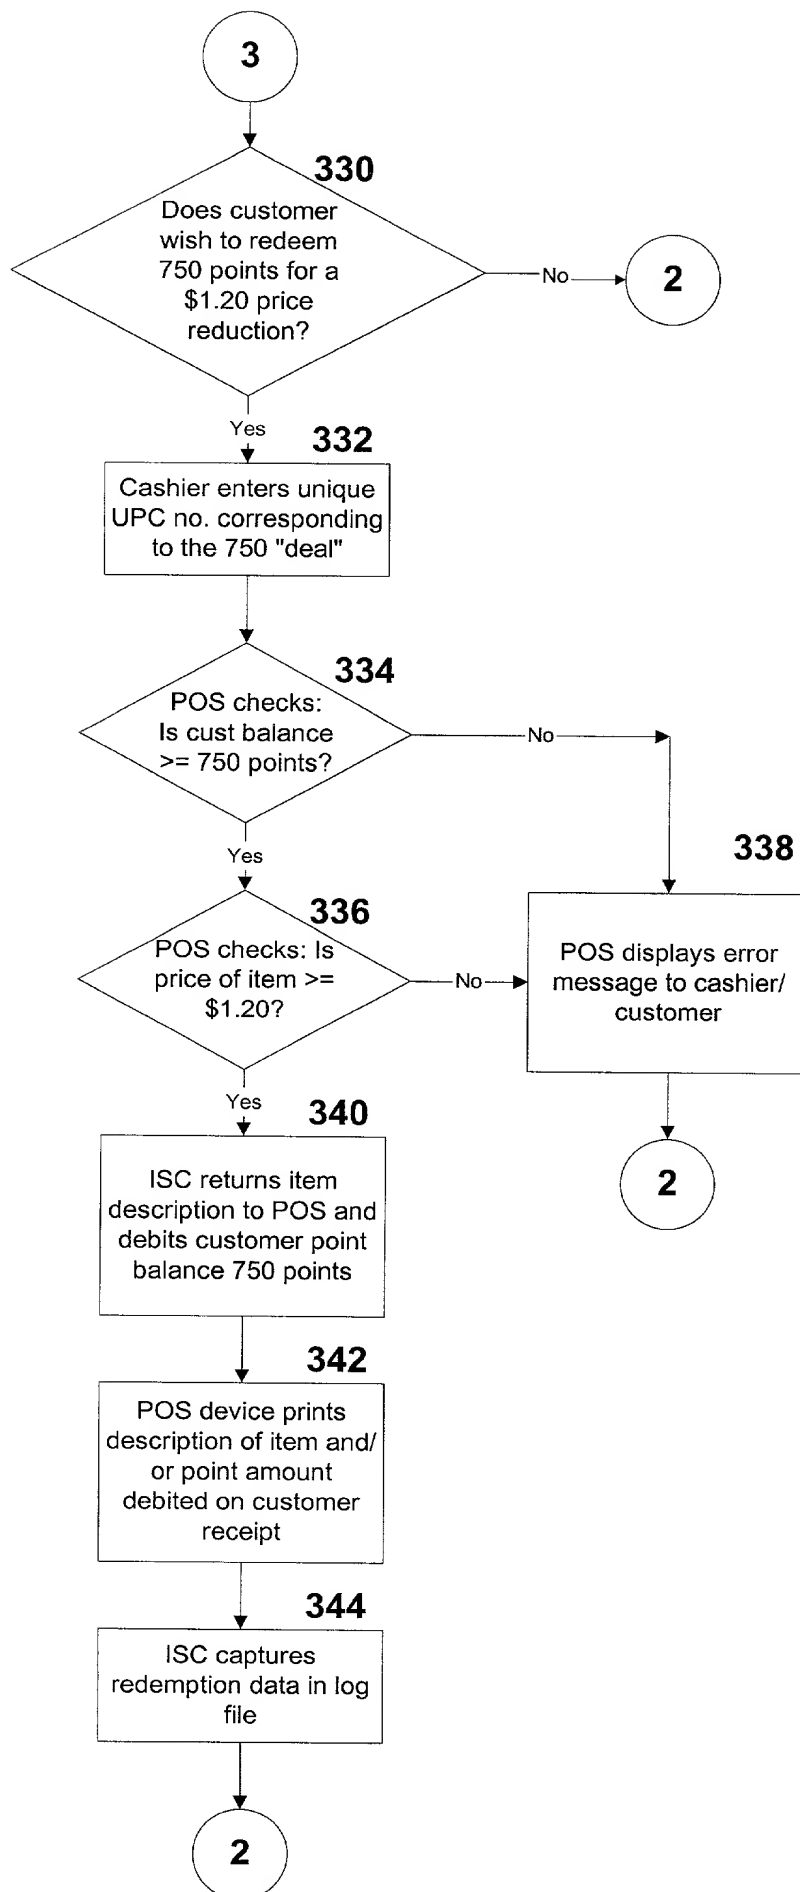 3
330
Does customer
wish to redeem
750 points for a
$1.20 price
reduction?
No
2
Yes
332
Cashier enters unique
UPC no. corresponding
to the 750 "deal"
334
POS checks:
Is cust balance
>= 750 points?
No
Yes
338
336
POS checks: Is
price of item >=
$1.20?
No
POS displays error
message to cashier/
customer
Yes
340
2
ISC returns item
description to POS and
debits customer point
balance 750 points
342
POS device prints
description of item and/
or point amount
debited on customer
receipt
344
ISC captures
redemption data in log
file
2